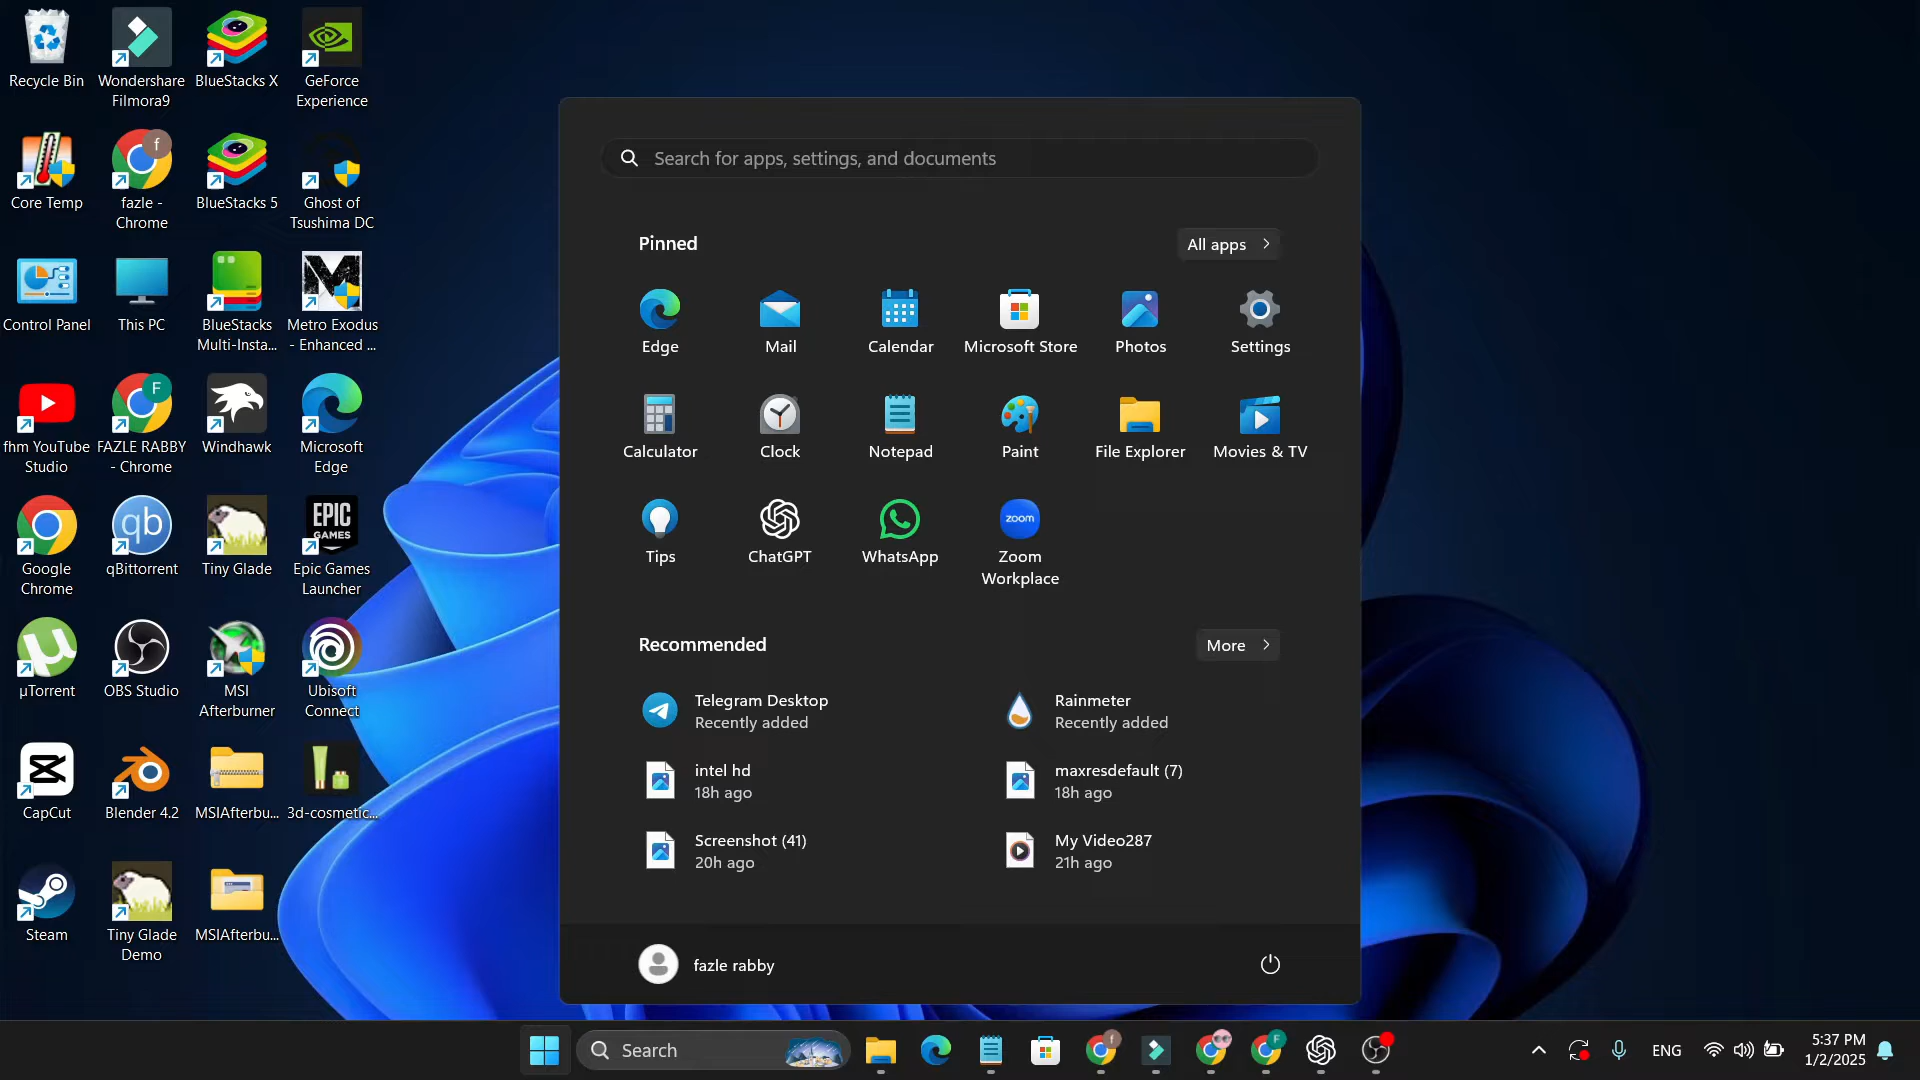 Recycle Bin
Wondershare
Filmora9
BlueStacks X
GeForce
Experience
Core Temp
f
fazle -
Chrome
BlueStacks 5
Ghost of
Tsushima DC
Control Panel
This PC
BlueStacks
Multi-Insta...
Metro Exodus
- Enhanced ...
fhm YouTube
Studio
F
FAZLE RABBY
- Chrome
Windhawk
Microsoft
Edge
Google
Chrome
qb
qBittorrent
Tiny Glade
EPIC
GAMES
Epic Games
Launcher
µ
µTorrent
OBS Studio
MSI
Afterburner
Ubisoft
Connect
CapCut
Blender 4.2
MSIAfterbu...
3d-cosmetic...
Steam
Tiny Glade
Demo
MSIAfterbu...
Search for apps, settings, and documents
Pinned
All apps
Edge
Mail
Calendar
Microsoft Store
Photos
Settings
Calculator
Clock
Notepad
Paint
File Explorer
Movies & TV
Tips
ChatGPT
WhatsApp
zoom
Zoom
Workplace
Recommended
More
Telegram Desktop
Recently added
Rainmeter
Recently added
intel hd
18h ago
maxresdefault (7)
18h ago
Screenshot (41)
20h ago
My Video287
21h ago
fazle rabby
Search
f
F
ENG
5:37 PM
1/2/2025